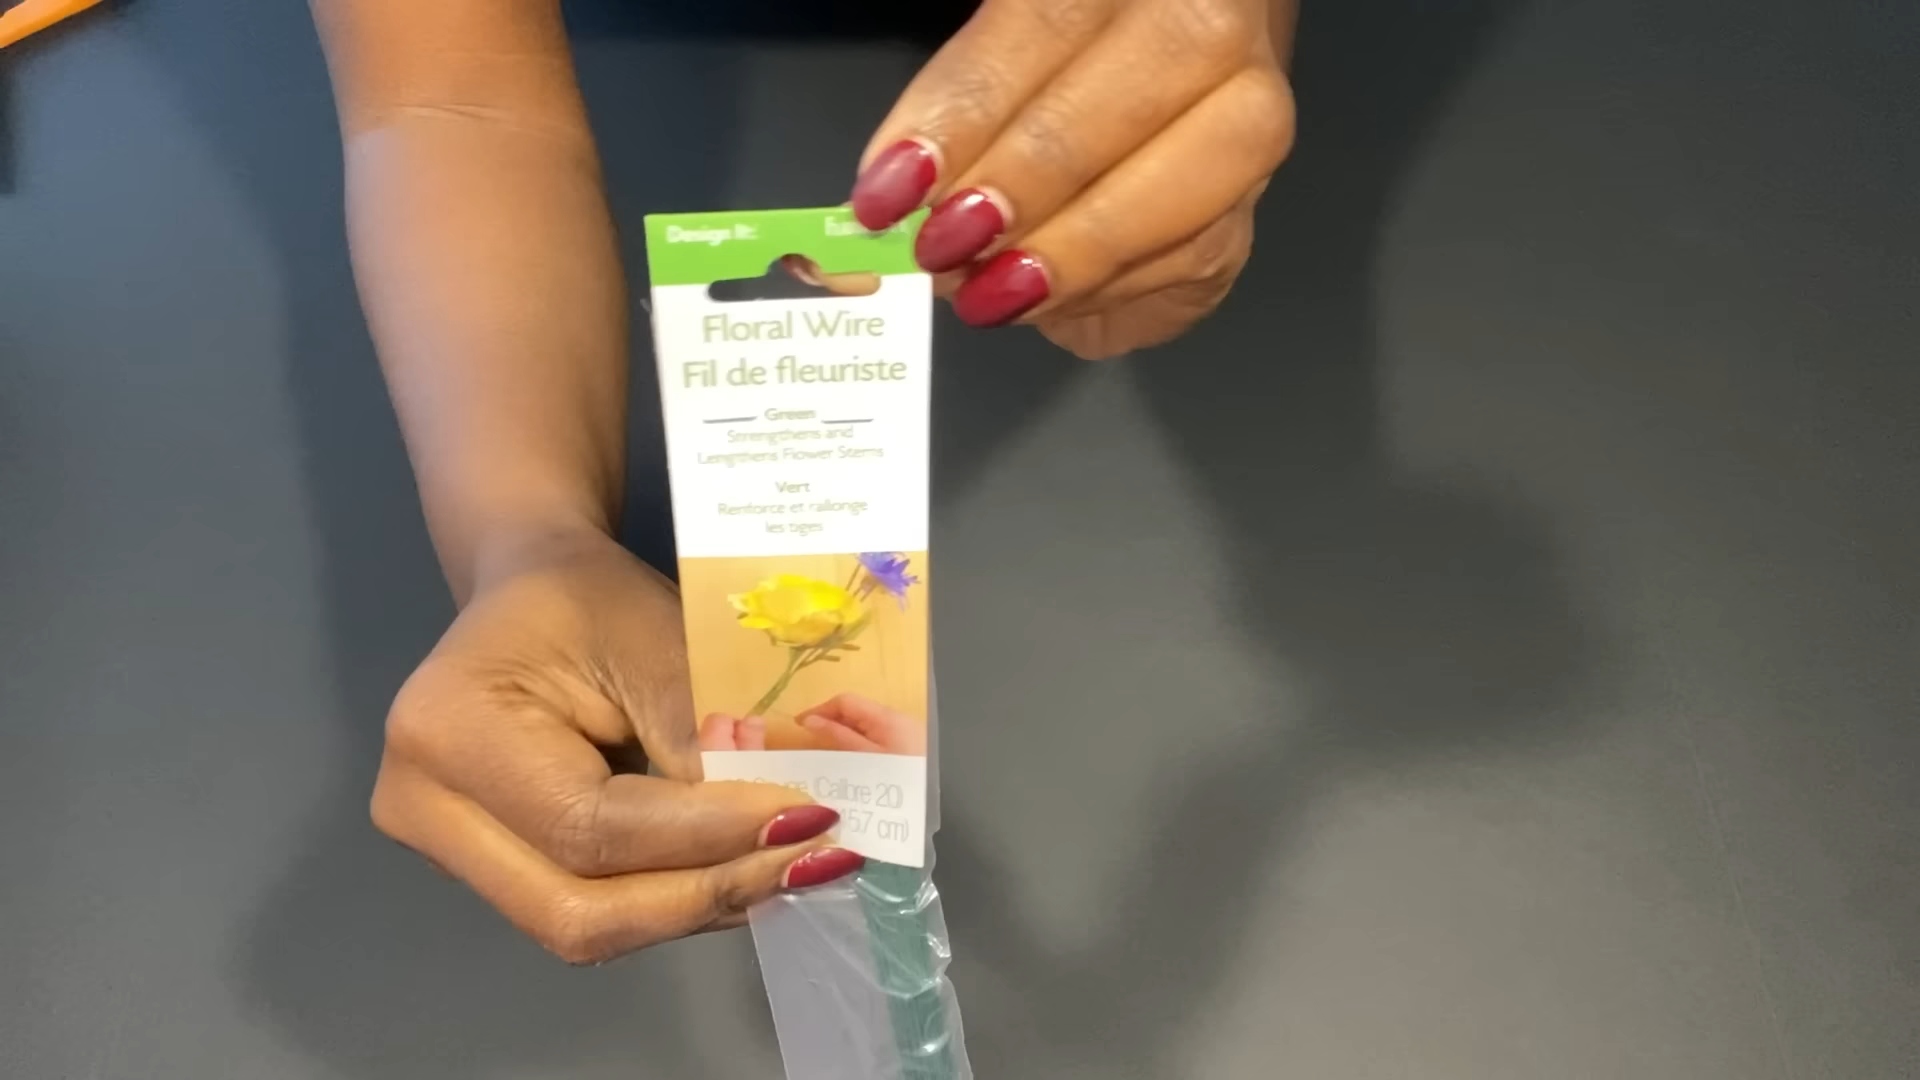 Design It:
Floral Wire
Fil de fleuriste
Green
Strengthens and
Lengthens Flower Stems
Vert
Renforce et rallonge
les tiges
(Calibre 20)
cm)